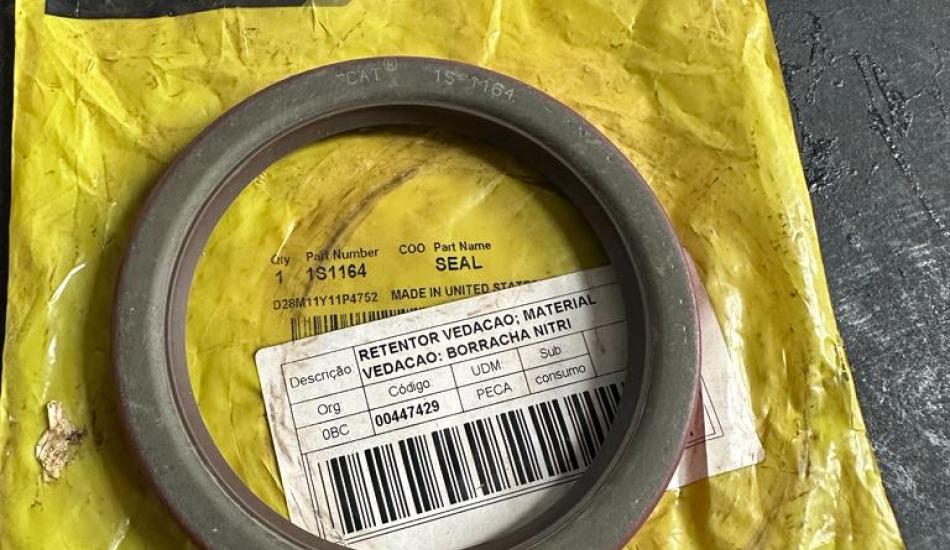 CAT® 1S-1164
Qty Part Number COO Part Name
1 1S1164 SEAL
D28M11Y11P4752 MADE IN UNITED
Descrição RETENTOR VEDACAO; MATERIAL
VEDACAO: BORRACHA NITRI
Org Código UDM: Sub
0BC 00447429 PECA consumo